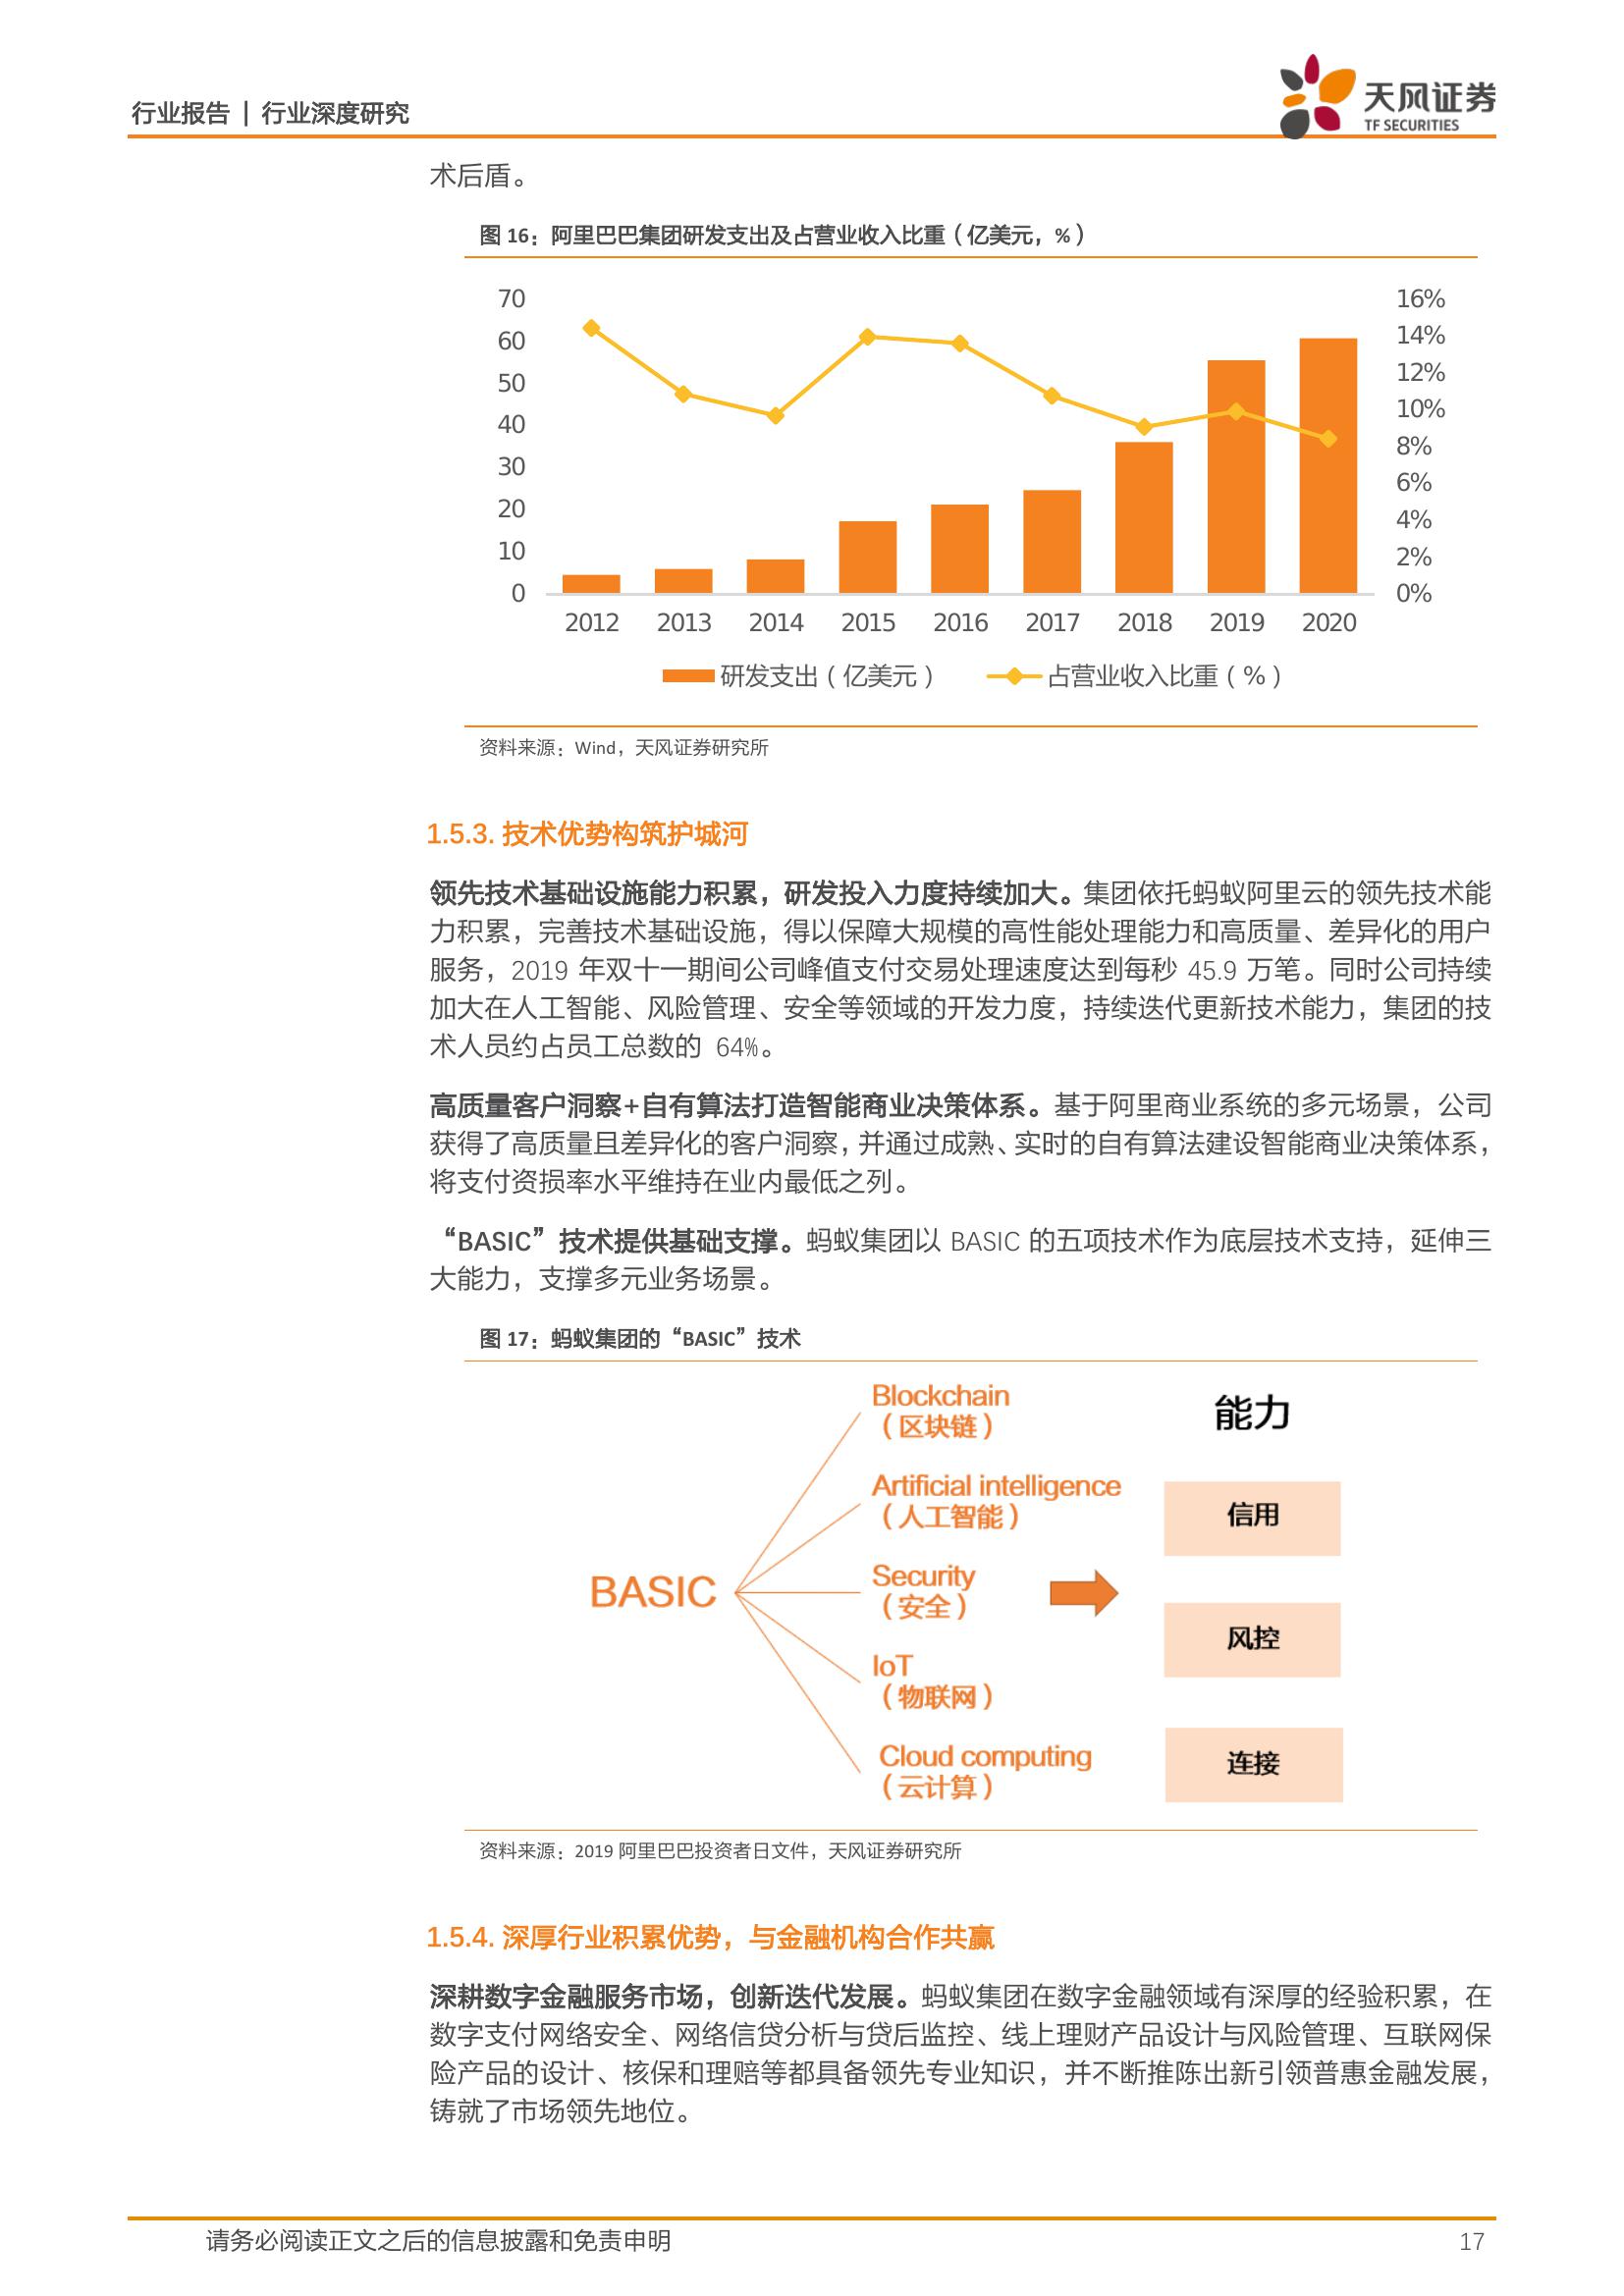 行业报告 | 行业深度研究
天风证券
TF SECURITIES
术后盾。
图 16：阿里巴巴集团研发支出及占营业收入比重（亿美元，%）
70
60
50
40
30
20
10
0
16%
14%
12%
10%
8%
6%
4%
2%
0%
2012 2013 2014 2015 2016 2017 2018 2019 2020
研发支出（亿美元） 占营业收入比重（%）
资料来源：Wind，天风证券研究所
1.5.3. 技术优势构筑护城河
领先技术基础设施能力积累，研发投入力度持续加大。集团依托蚂蚁阿里云的领先技术能
力积累，完善技术基础设施，得以保障大规模的高性能处理能力和高质量、差异化的用户
服务，2019 年双十一期间公司峰值支付交易处理速度达到每秒 45.9 万笔。同时公司持续
加大在人工智能、风险管理、安全等领域的开发力度，持续迭代更新技术能力，集团的技
术人员约占员工总数的 64%。
高质量客户洞察+自有算法打造智能商业决策体系。基于阿里商业系统的多元场景，公司
获得了高质量且差异化的客户洞察，并通过成熟、实时的自有算法建设智能商业决策体系，
将支付资损率水平维持在业内最低之列。
“BASIC”技术提供基础支撑。蚂蚁集团以 BASIC 的五项技术作为底层技术支持，延伸三
大能力，支撑多元业务场景。
图 17：蚂蚁集团的“BASIC”技术
BASIC
Blockchain
（区块链）
Artificial intelligence
（人工智能）
Security
（安全）
IoT
（物联网）
Cloud computing
（云计算）
能力
信用
风控
连接
资料来源：2019 阿里巴巴投资者日文件，天风证券研究所
1.5.4. 深厚行业积累优势，与金融机构合作共赢
深耕数字金融服务市场，创新迭代发展。蚂蚁集团在数字金融领域有深厚的经验积累，在
数字支付网络安全、网络信贷分析与贷后监控、线上理财产品设计与风险管理、互联网保
险产品的设计、核保和理赔等都具备领先专业知识，并不断推陈出新引领普惠金融发展，
铸就了市场领先地位。
请务必阅读正文之后的信息披露和免责申明
17